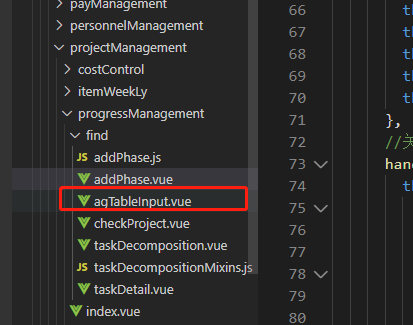 payManagement
personnelManagement
projectManagement
costControl
itemWeekLy
progressManagement
find
JS addPhase.js
addPhase.vue
agTableInput.vue
checkProject.vue
taskDecomposition.vue
JS taskDecompositionMixins.js
taskDetail.vue
index.vue
66 th
67 th
68 th
69 th
70 th
71 },
72 //关
73 han
74 th
75
76
77
78
79
80